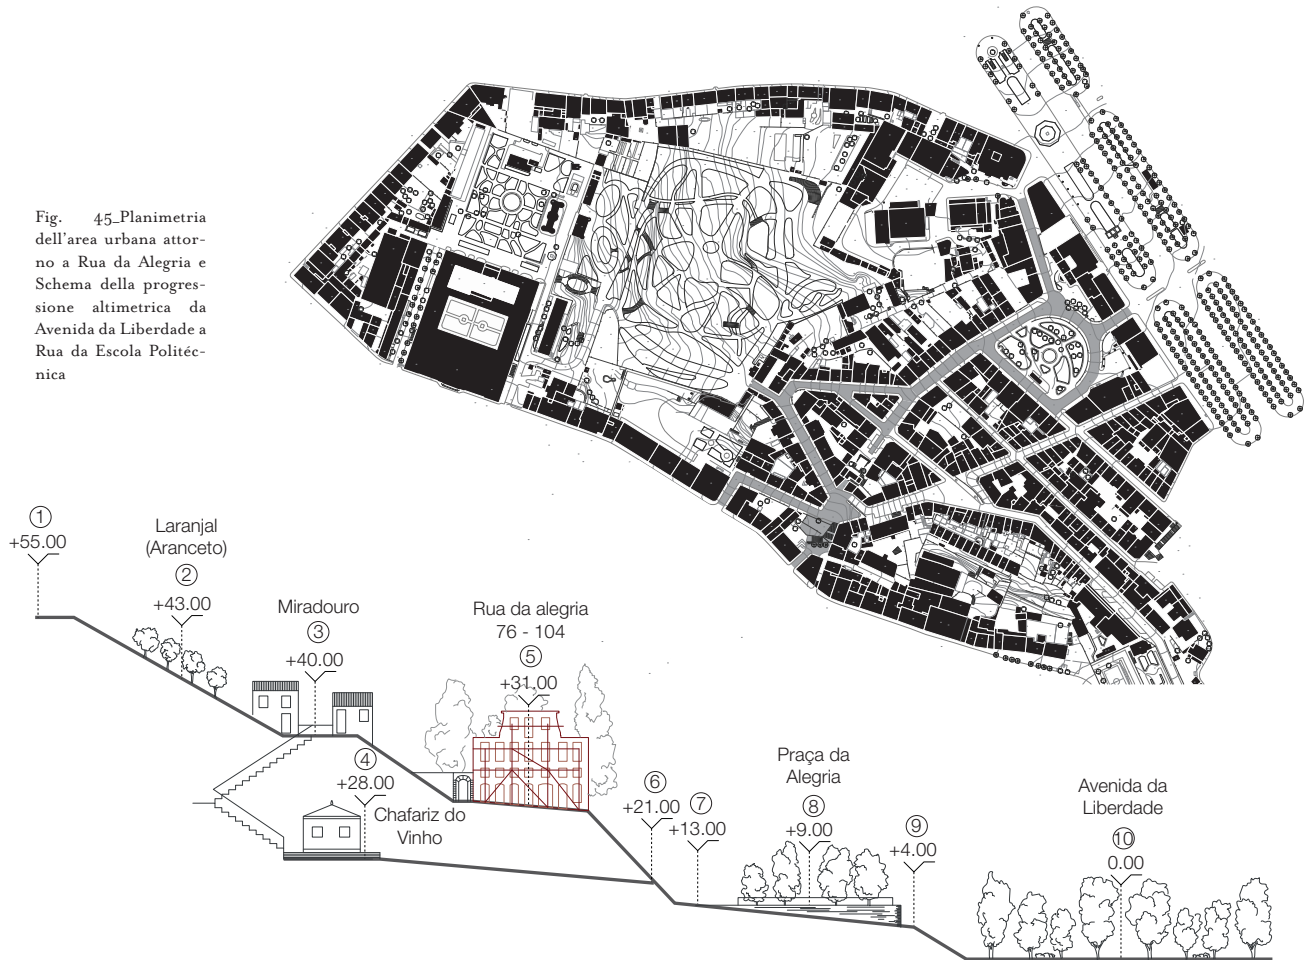 Fig. 45_Planimetria
dell'area urbana attor-
no a Rua da Alegria e
Schema della progres-
sione altimetrica da
Avenida da Liberdade a
Rua da Escola Politéc-
nica
1
+55.00
Laranjal
(Aranceto)
2
+43.00
Miradouro
3
+40.00
4
+28.00
Chafariz do
Vinho
Rua da alegria
76 - 104
5
+31.00
6
+21.00
7
+13.00
Praça da
Alegria
8
+9.00
9
+4.00
Avenida da
Liberdade
10
0.00